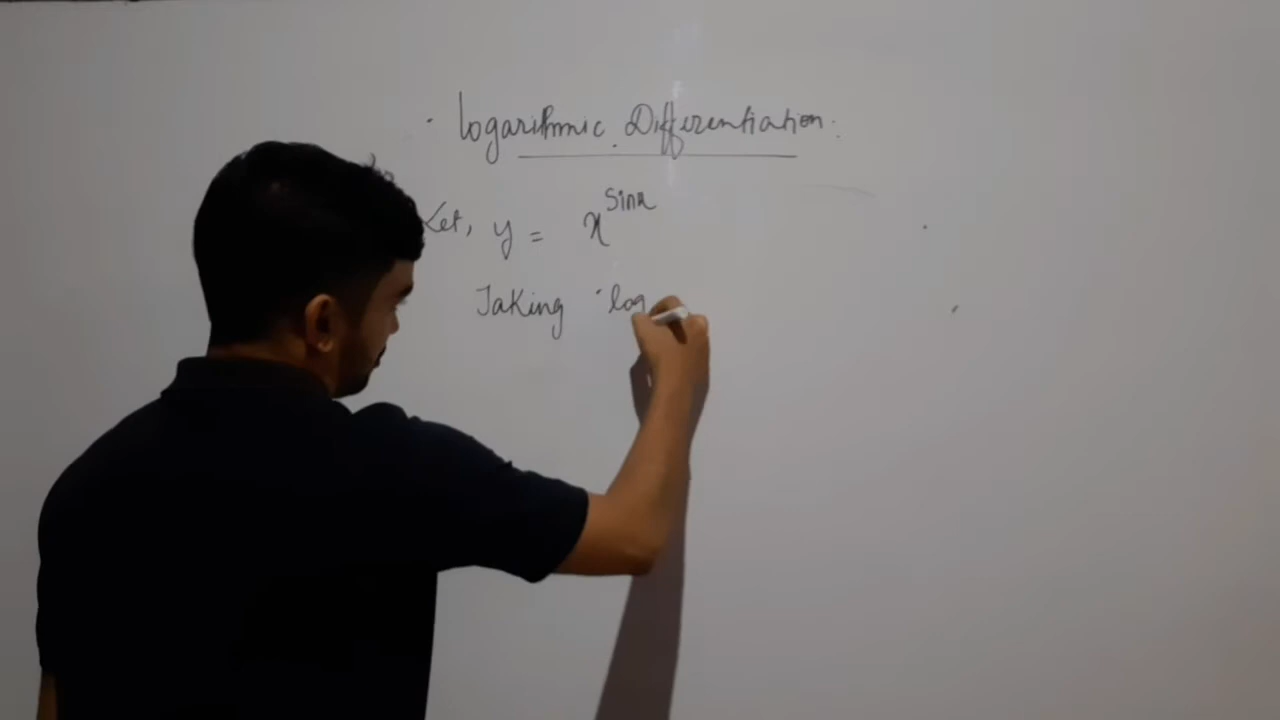 Logarithmic Differentiation
Let, y = x^sinx
Taking log